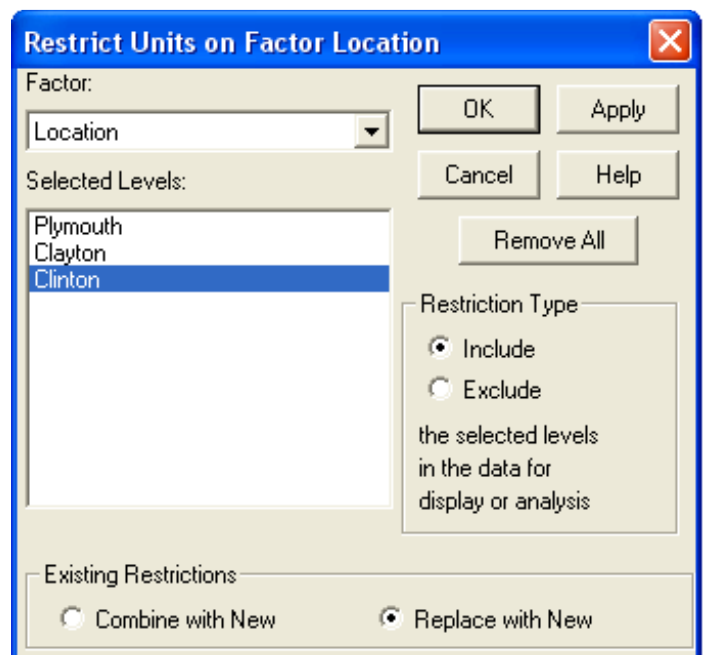 Restrict Units on Factor Location
Factor:
Location
Selected Levels:
Plymouth
Clayton
Clinton
OK
Apply
Cancel
Help
Remove All
Restriction Type
Include
Exclude
the selected levels
in the data for
display or analysis
Existing Restrictions
Combine with New
Replace with New